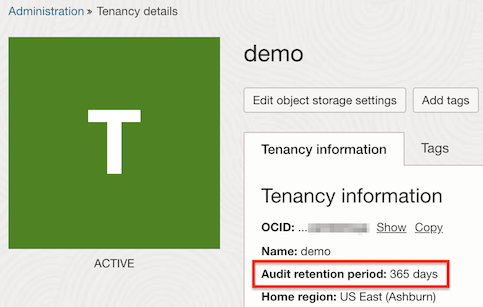 Administration » Tenancy details
T
ACTIVE
demo
Edit object storage settings
Add tags
Tenancy information
Tags
Tenancy information
OCID: ... Show Copy
Name: demo
Audit retention period: 365 days
Home region: US East (Ashburn)